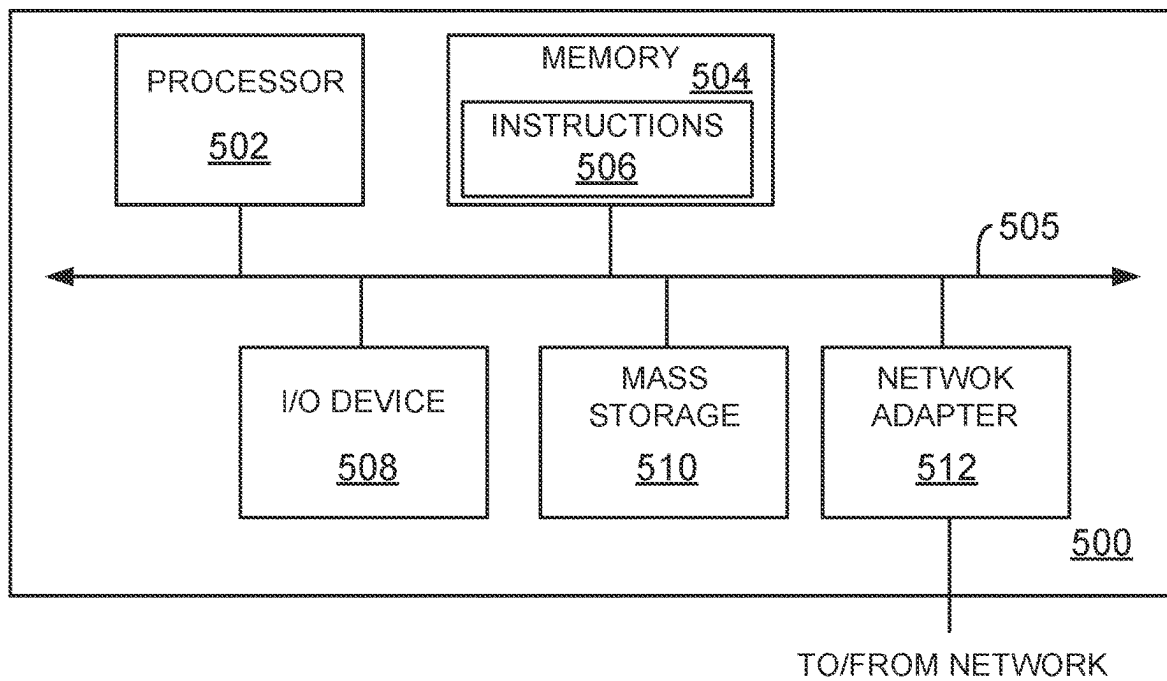 PROCESSOR
502
MEMORY
504
INSTRUCTIONS
506
505
I/O DEVICE
508
MASS
STORAGE
510
NETWOK
ADAPTER
512
500
TO/FROM NETWORK